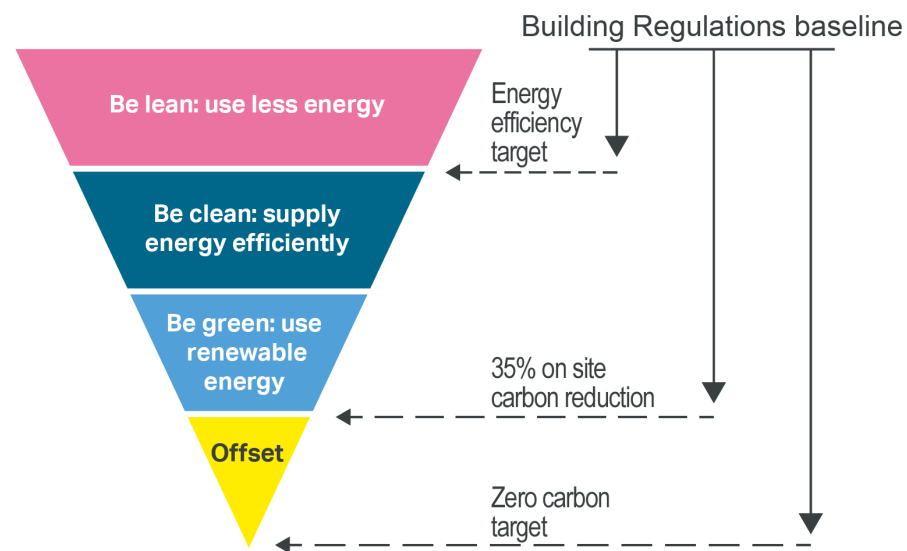 Building Regulations baseline
Be lean: use less energy
Energy
efficiency
target
Be clean: supply
energy efficiently
Be green: use
renewable
energy
35% on site
carbon reduction
Offset
Zero carbon
target